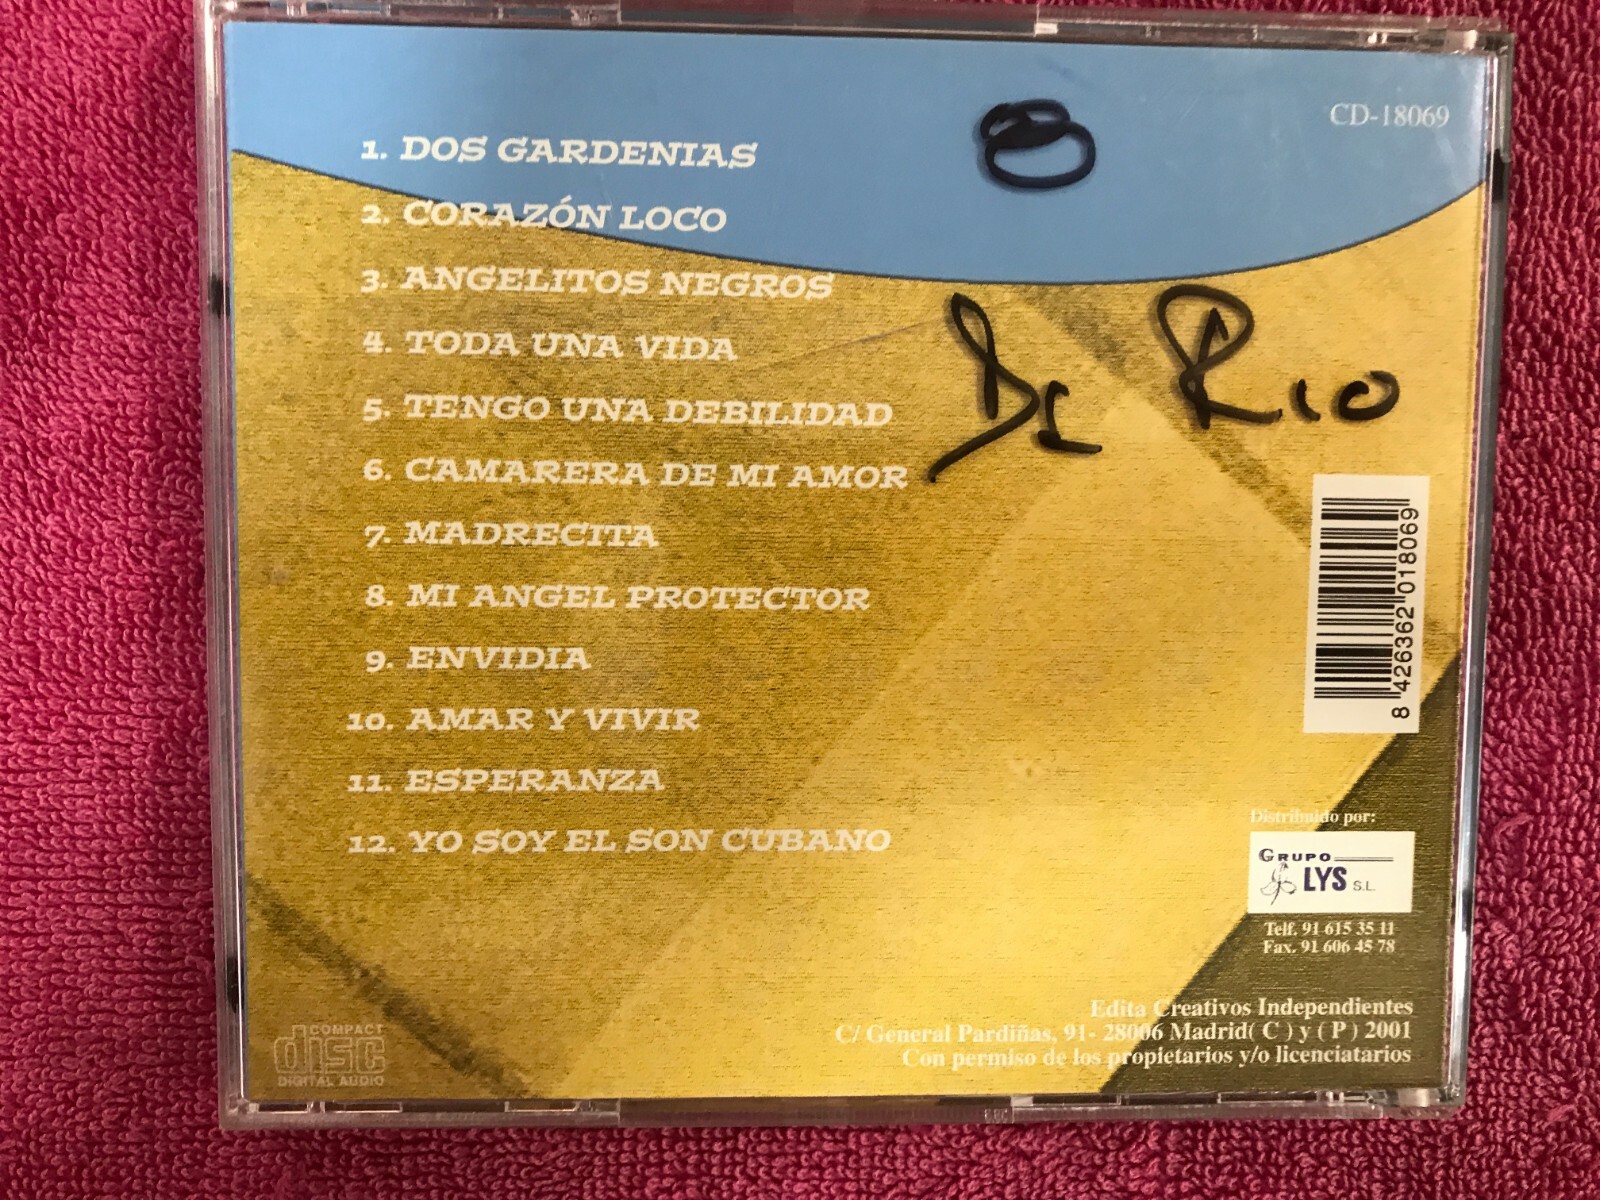 CD-18069
1. DOS GARDENIAS
2. CORAZÓN LOCO
3. ANGELITOS NEGROS
4. TODA UNA VIDA
5. TENGO UNA DEBILIDAD
6. CAMARERA DE MI AMOR
7. MADRECITA
8. MI ANGEL PROTECTOR
9. ENVIDIA
10. AMAR Y VIVIR
11. ESPERANZA
12. YO SOY EL SON CUBANO
Rio
8 426362 018069
Distribuido por:
GRUPO
LYS S.L.
Telf. 91 615 35 11
Fax. 91 606 45 78
Edita Creativos Independientes
C/ General Pardiñas, 91- 28006 Madrid( C ) y ( P ) 2001
Con permiso de los propietarios y/o licenciatarios
COMPACT
disc
DIGITAL AUDIO